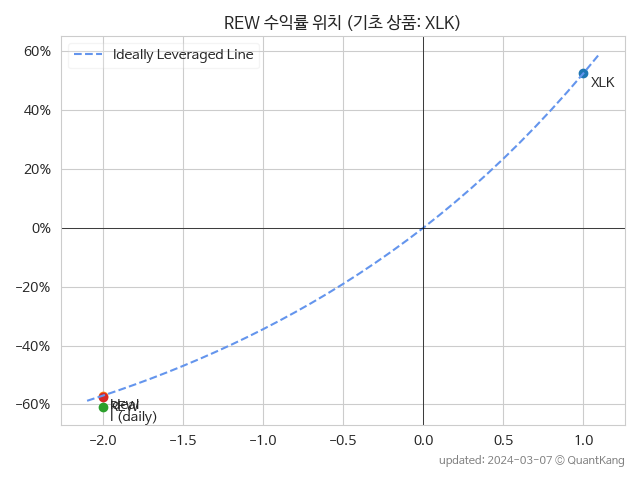 REW 수익률 위치 (기초 상품: XLK)
Ideally Leveraged Line
60%
40%
20%
0%
-20%
-40%
-60%
XLK
-2.0 -1.5 -1.0 -0.5 0.0 0.5 1.0
updated: 2024-03-07 © QuantKang